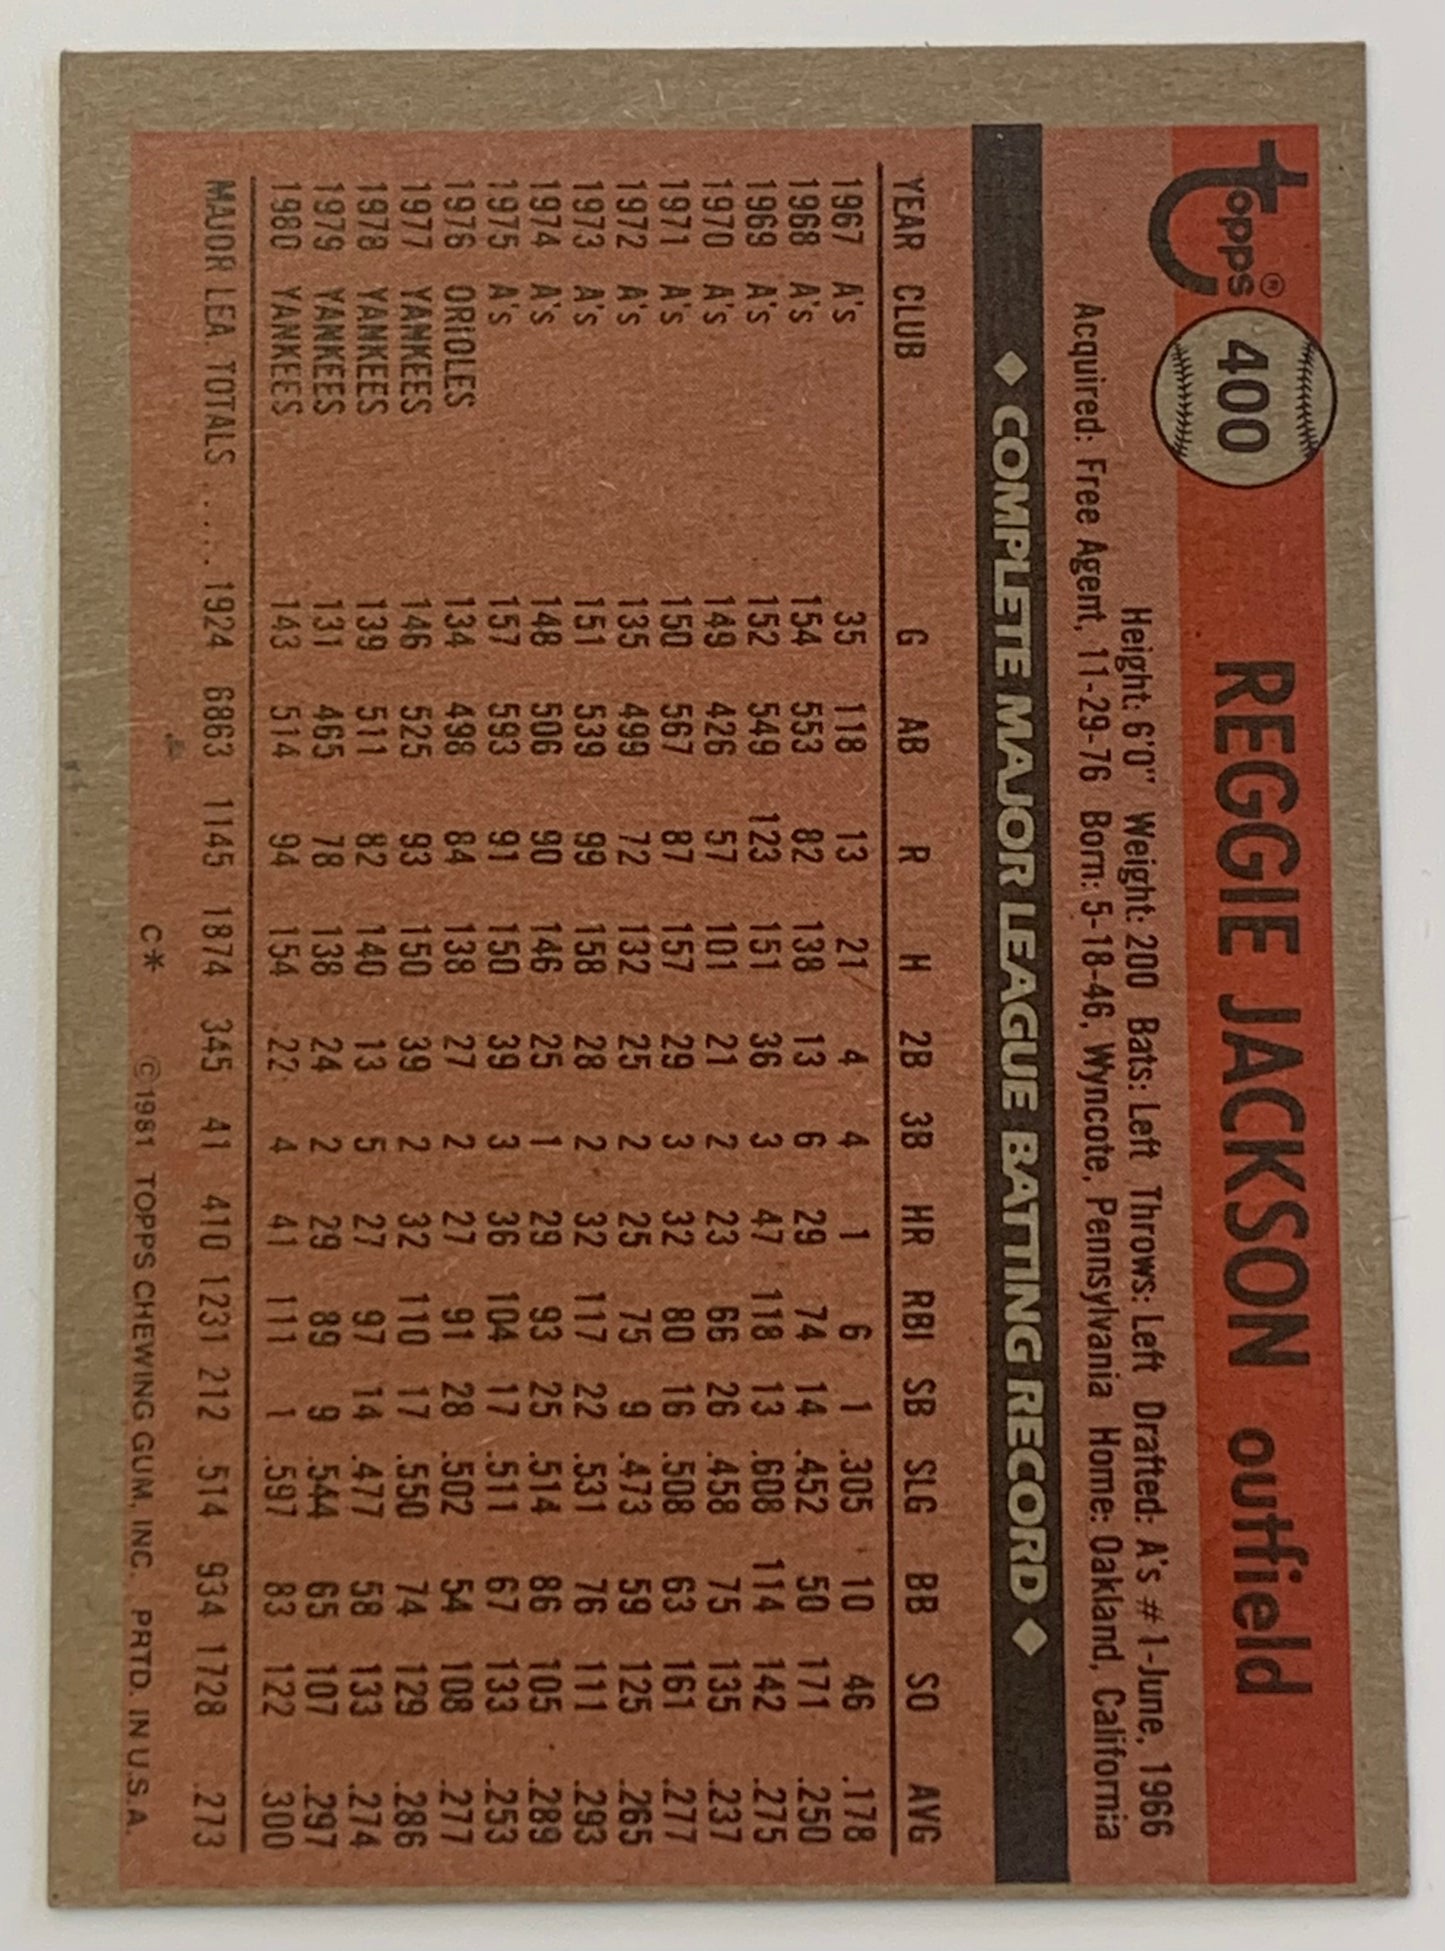 Topps® 400 REGGIE JACKSON outfield
Height: 6'0" Weight: 200 Bats: Left Throws: Left Drafted: A's #1-June, 1966
Acquired: Free Agent, 11-29-76 Born: 5-18-46, Wyncote, Pennsylvania Home: Oakland, California
◆ COMPLETE MAJOR LEAGUE BATTING RECORD ◆
YEAR CLUB G AB R H 2B 3B HR RBI SB SLG BB SO AVG
1967 A's 35 118 13 21 4 4 1 6 1 .305 10 46 .178
1968 A's 154 553 82 138 13 6 29 74 14 .452 50 171 .250
1969 A's 152 549 123 151 36 3 47 118 13 .608 114 142 .275
1970 A's 149 426 57 101 21 2 23 66 26 .458 75 135 .237
1971 A's 150 567 87 157 29 3 32 80 16 .508 63 161 .277
1972 A's 135 499 72 132 25 2 25 75 9 .473 59 125 .265
1973 A's 151 539 99 158 28 2 32 117 22 .531 76 111 .293
1974 A's 148 506 90 146 25 1 29 93 25 .514 86 105 .289
1975 A's 157 593 91 150 39 3 36 104 17 .511 67 133 .253
1976 ORIOLES 134 498 84 138 27 2 27 91 28 .502 54 108 .277
1977 YANKEES 146 525 93 150 39 2 32 110 17 .550 74 129 .286
1978 YANKEES 139 511 82 140 13 5 27 97 14 .477 58 133 .274
1979 YANKEES 131 465 78 138 24 2 29 89 9 .544 65 107 .297
1980 YANKEES 143 514 94 154 22 4 41 111 1 .597 83 122 .300
MAJOR LEA. TOTALS..... 1924 6863 1145 1874 345 41 410 1231 212 .514 934 1728 .273
C* ©1981 TOPPS CHEWING GUM, INC. PRTD. IN U.S.A.